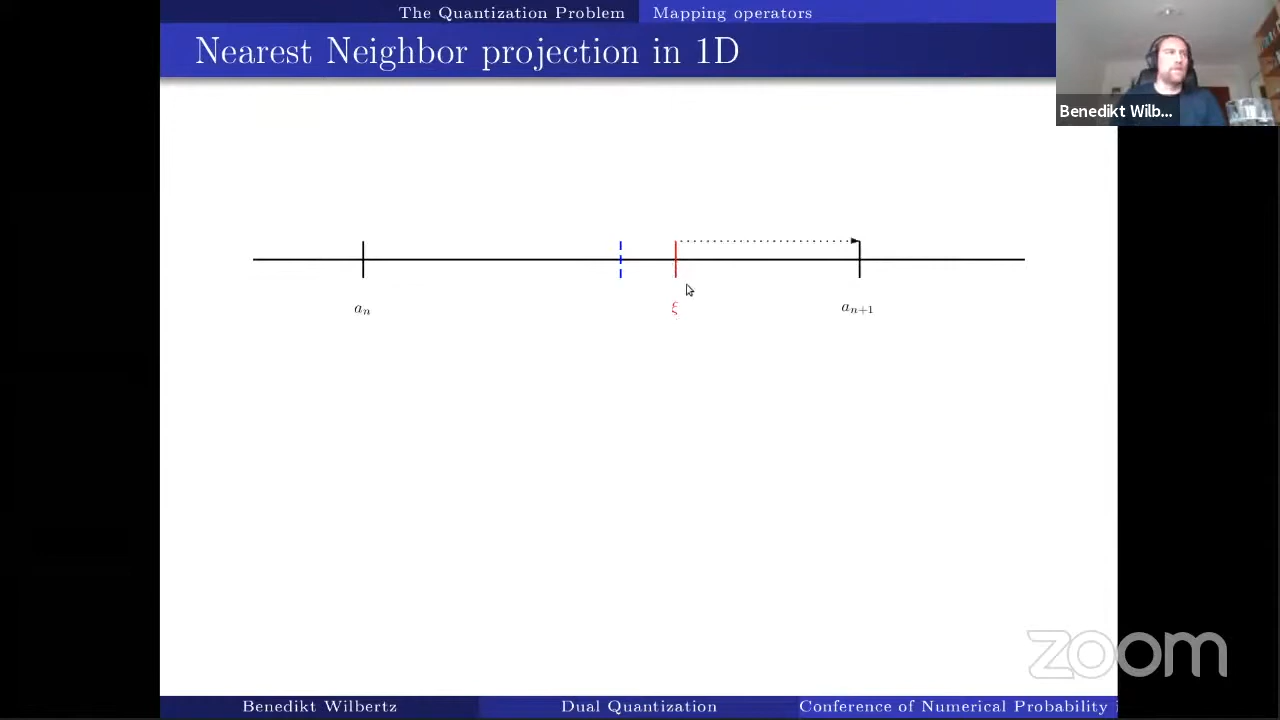 The Quantization Problem
Mapping operators
Nearest Neighbor projection in 1D
Benedikt Wilb...
aₙ
ξ
aₙ₊₁
zoom
Benedikt Wilbertz
Dual Quantization
Conference of Numerical Probability